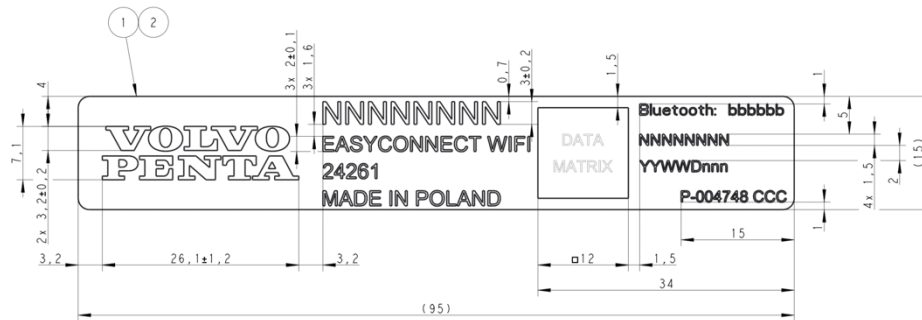 1 2
4
3x 2±0,1
3x 1,6
0,7
3±0,2
1,5
1
VOLVO
PENTA
NNNNNNNN
EASYCONNECT WIFI
24261
MADE IN POLAND
DATA
MATRIX
Bluetooth: bbbbbb
NNNNNNNN
YYWWDnnn
P-004748 CCC
7,1
2x 3,2±0,2
5
4x 1,5
2
(15)
1
15
3,2
26,1±1,2
3,2
□12
1,5
34
(95)